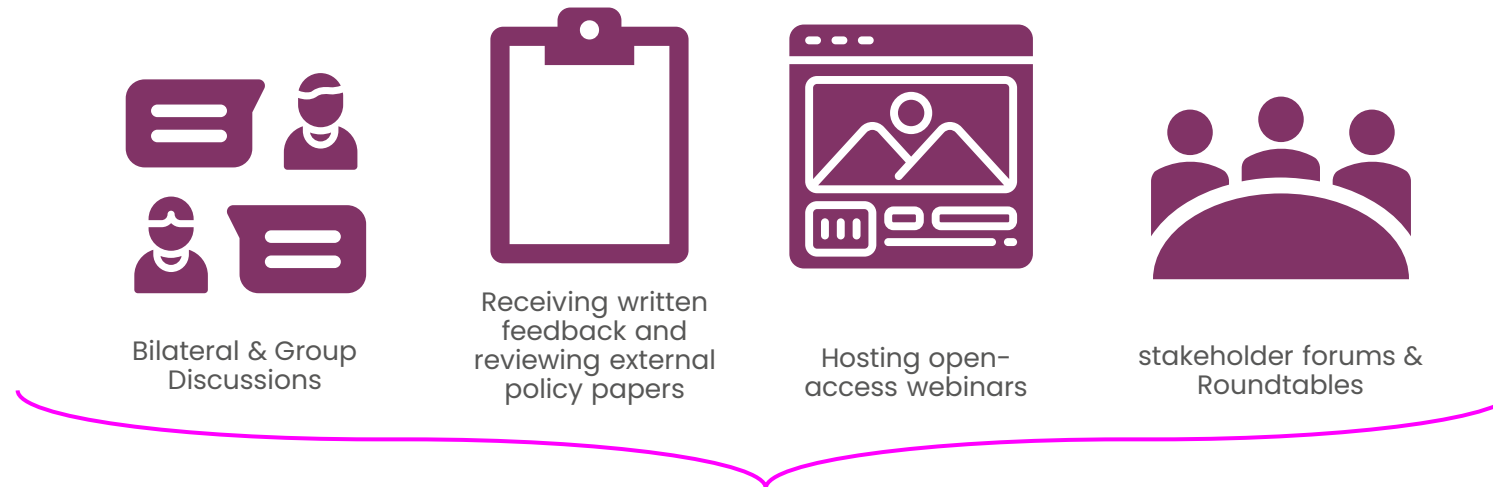 Bilateral & Group
Discussions
Receiving written
feedback and
reviewing external
policy papers
Hosting open-
access webinars
stakeholder forums &
Roundtables